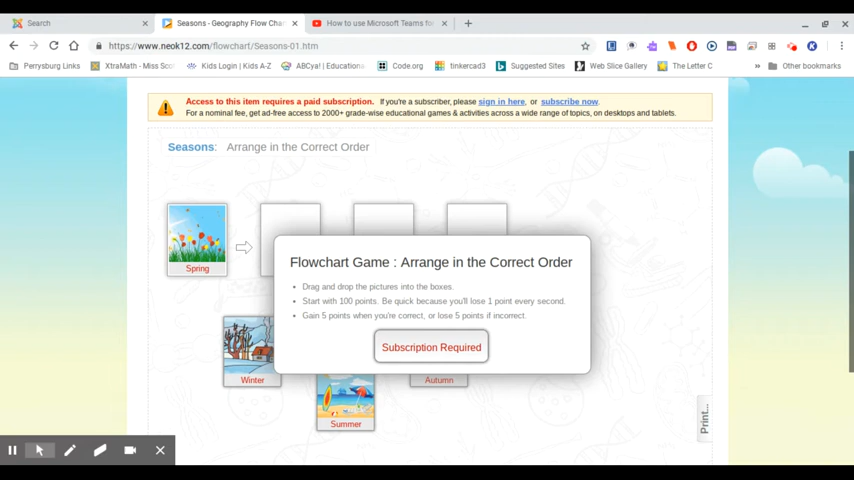 Search
Seasons - Geography Flow Char
How to use Microsoft Teams for
https://www.neok12.com/flowchart/Seasons-01.htm
Perrysburg Links
XtraMath - Miss Sco
Kids Login | Kids A-Z
ABCya! | Educationa
Code.org
tinkercad3
Suggested Sites
Web Slice Gallery
The Letter C
Other bookmarks
Access to this item requires a paid subscription. If you're a subscriber, please sign in here, or subscribe now.
For a nominal fee, get ad-free access to 2000+ grade-wise educational games & activities across a wide range of topics, on desktops and tablets.
Seasons: Arrange in the Correct Order
Spring
Flowchart Game : Arrange in the Correct Order
• Drag and drop the pictures into the boxes.
• Start with 100 points. Be quick because you'll lose 1 point every second.
• Gain 5 points when you're correct, or lose 5 points if incorrect.
Subscription Required
Winter
Autumn
Summer
Print...